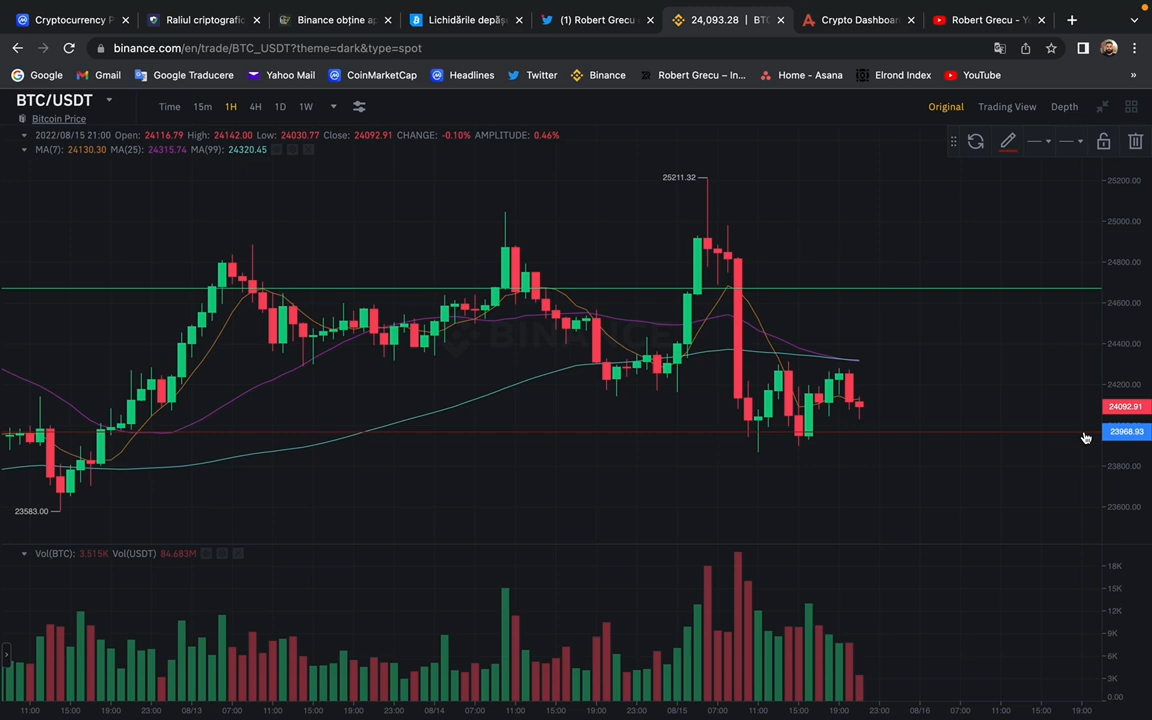 Cryptocurrency P
Raliul criptografic
Binance obține ap
Lichidările depășe
(1) Robert Grecu
24,093.28 | BTC
Crypto Dashboar
Robert Grecu - Yo
binance.com/en/trade/BTC_USDT?theme=dark&type=spot
Google Gmail Google Traducere Yahoo Mail CoinMarketCap Headlines Twitter Binance Robert Grecu – In... Home - Asana Elrond Index YouTube »
BTC/USDT
Bitcoin Price
Time 15m 1H 4H 1D 1W
Original Trading View Depth
2022/08/15 21:00 Open: 24116.79 High: 24142.00 Low: 24030.77 Close: 24092.91 CHANGE: -0.10% AMPLITUDE: 0.46%
MA(7): 24130.30 MA(25): 24315.74 MA(99): 24320.45
25211.32
25200.00
25000.00
24800.00
24600.00
24400.00
24200.00
24092.91
23968.93
23800.00
23600.00
BINANCE
23583.00
Vol(BTC): 3.515K Vol(USDT) 84.683M
18K
15K
12K
9K
6K
3K
0.00
11:00 15:00 19:00 23:00 08/13 07:00 11:00 15:00 19:00 23:00 08/14 07:00 11:00 15:00 19:00 23:00 08/15 07:00 11:00 15:00 19:00 23:00 08/16 07:00 11:00 15:00 19:00